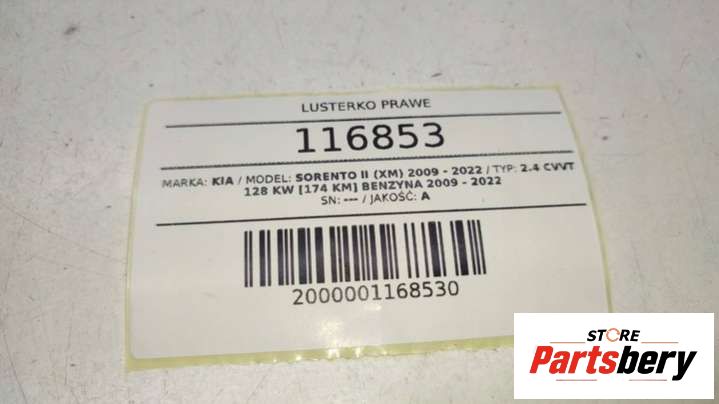 LUSTERKO PRAWE
116853
MARKA: KIA / MODEL: SORENTO II (XM) 2009 - 2022 / TYP: 2.4 CVVT
128 KW [174 KM] BENZYNA 2009 - 2022
SN: --- / JAKOŚĆ: A
2000001168530
STORE
Partsbery